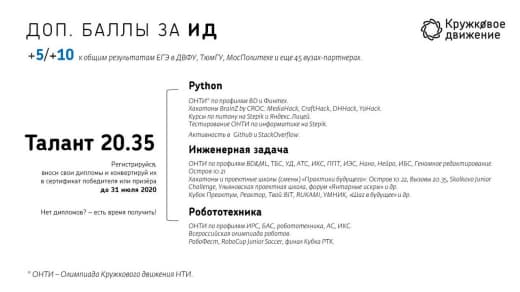 ДОП. БАЛЛЫ ЗА ИД
Кружковое
движение
+5/+10 к общим результатам ЕГЭ в ДВФУ, ТюмГУ, МосПолитехе и еще 45 вузах-партнерах.
Python
ОНТИ* по профилям BD и Финтех.
Хакатоны BrainZ by CROC. MediaHack, CraftHack, DHHack, YoHack.
Курсы по питону на Stepik и Яндекс.Лицей.
Тестирование ОНТИ по информатике на Stepik.
Активность в Github и StackOverflow.
Талант 20.35
Регистрируйся,
вноси свои дипломы и конвертируй их
в сертификат победителя или призёра
до 31 июля 2020
Нет дипломов? – есть время получить!
Инженерная задача
ОНТИ по профилям BD&ML, ТБС, УД, АТС, ИКС, ППТ, ИЭС, Нано, Нейро, ИБС, Геномное редактирование.
Остров 10.21
Хакатоны и проектные школы (смены) «Практики будущего»: Остров 10.22, Вызовы 20.35, Skolkovo Junior
Challenge, Ульяновская проектная школа, форум «Янтарные искры» и др.
Кубок Преактум, Реактор, Твой BIT, RUKAMI, УМНИК, «Шаг в будущее» и др.
Робототехника
ОНТИ по профилям ИРС, БАС, робототехника, АС, ИКС.
Всероссийская олимпиада роботов.
РобоФест, RoboCup Junior Soccer, финал Кубка РТК.
* ОНТИ – Олимпиада Кружкового движения НТИ.